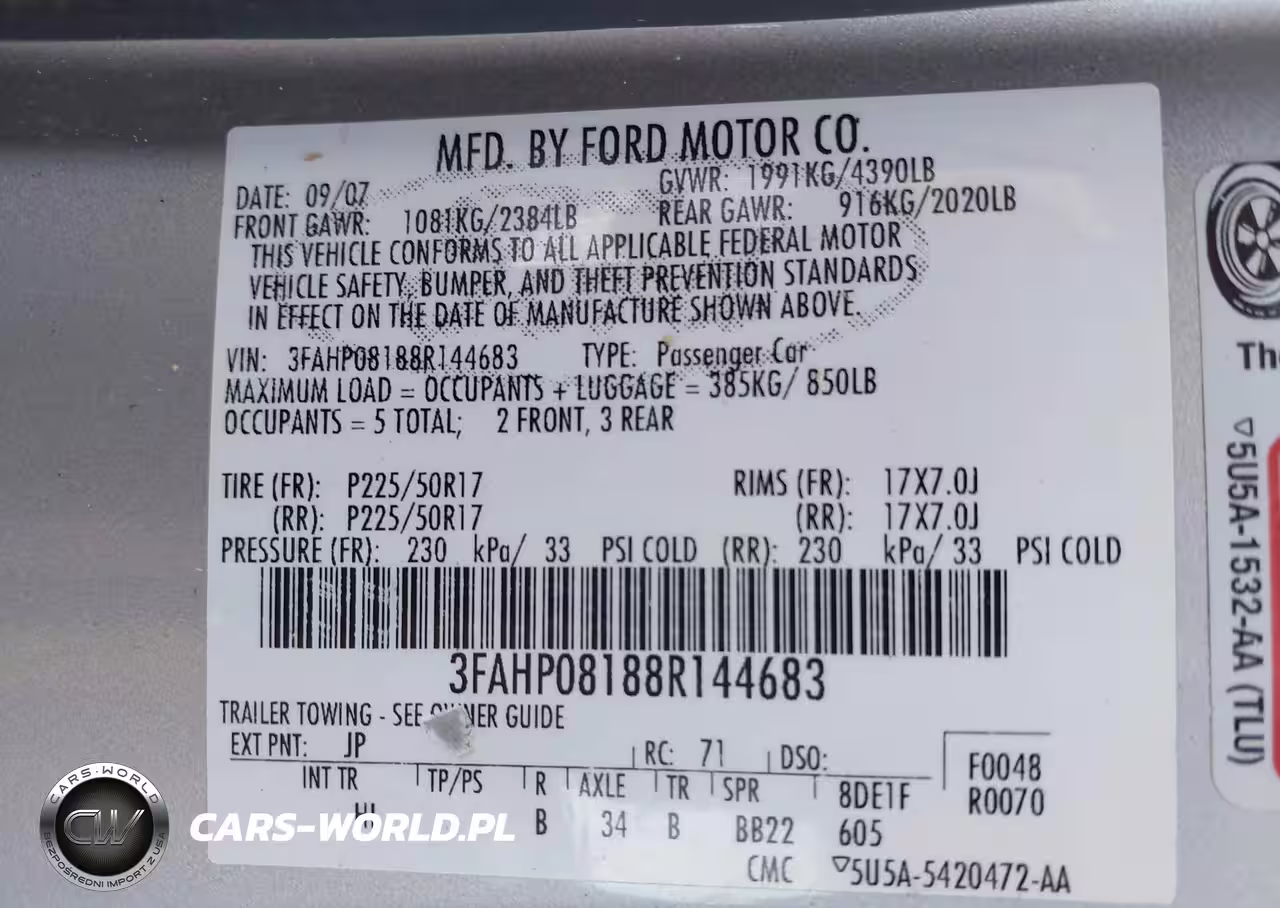 MFD. BY FORD MOTOR CO.
DATE: 09/07 GVWR: 1991KG/4390LB
FRONT GAWR: 1081KG/2384LB REAR GAWR: 916KG/2020LB
THIS VEHICLE CONFORMS TO ALL APPLICABLE FEDERAL MOTOR
VEHICLE SAFETY, BUMPER, AND THEFT PREVENTION STANDARDS
IN EFFECT ON THE DATE OF MANUFACTURE SHOWN ABOVE.
VIN: 3FAHP08188R144683 TYPE: Passenger Car
MAXIMUM LOAD = OCCUPANTS + LUGGAGE = 385KG/ 850LB
OCCUPANTS = 5 TOTAL; 2 FRONT, 3 REAR
TIRE (FR): P225/50R17 RIMS (FR): 17X7.0J
(RR): P225/50R17 (RR): 17X7.0J
PRESSURE (FR): 230 kPa/ 33 PSI COLD (RR): 230 kPa/ 33 PSI COLD
3FAHP08188R144683
TRAILER TOWING - SEE OWNER GUIDE
EXT PNT: JP RC: 71 DSO: F0048
INT TR TP/PS R AXLE TR SPR 8DE1F R0070
B 34 B BB22 605
CMC ▽5U5A-5420472-AA
The
▽5U5A-1532-AA (TLU)
CARS-WORLD
CW
BEZPOŚREDNI IMPORT Z USA
CARS-WORLD.PL